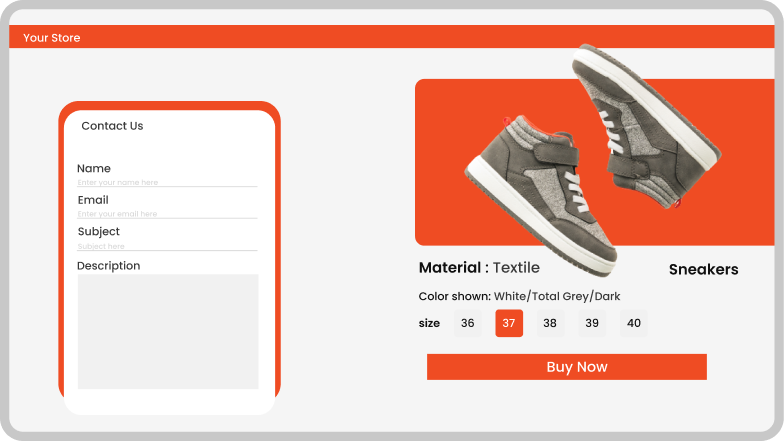 Your Store
Contact Us
Name
Enter your name here
Email
Enter your email here
Subject
Subject here
Description
Material : Textile
Sneakers
Color shown: White/Total Grey/Dark
size 36 37 38 39 40
Buy Now